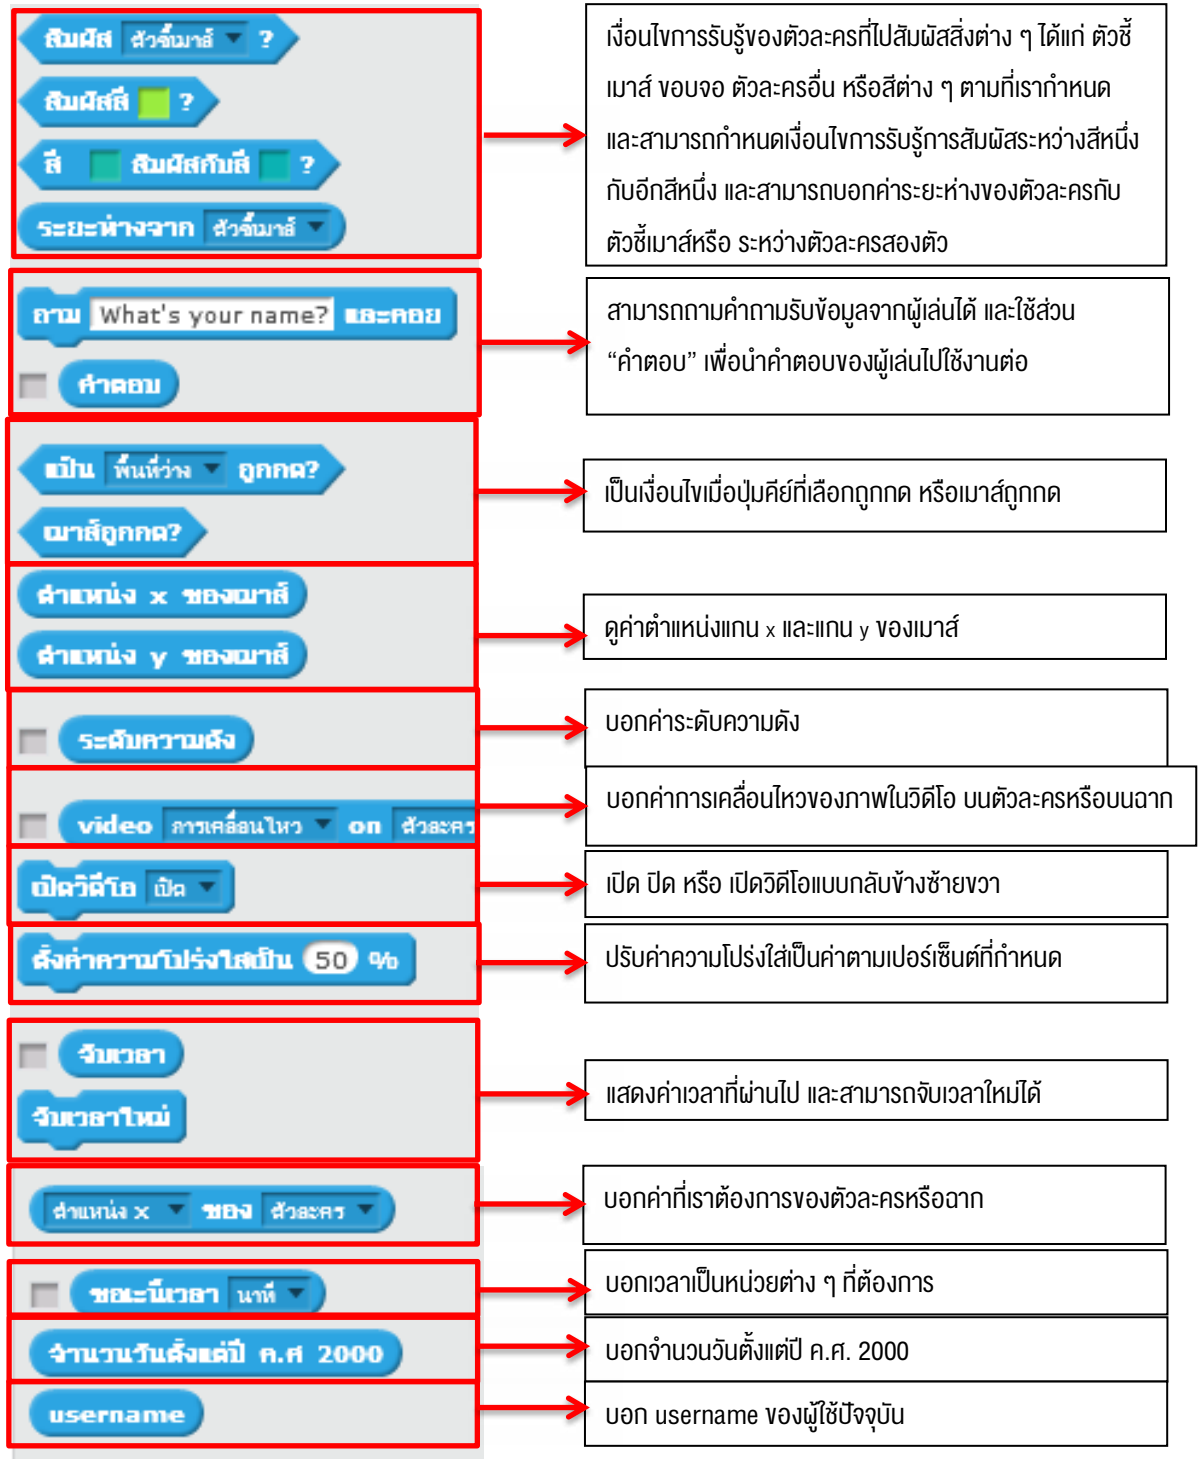 สัมผัส ตัวชี้เมาส์ ?
สัมผัสสี ?
สี สัมผัสกับสี ?
ระยะห่างจาก ตัวชี้เมาส์
เงื่อนไขการรับรู้ของตัวละครที่ไปสัมผัสสิ่งต่าง ๆ ได้แก่ ตัวชี้
เมาส์ ขอบจอ ตัวละครอื่น หรือสีต่าง ๆ ตามที่เรากำหนด
และสามารถกำหนดเงื่อนไขการรับรู้การสัมผัสระหว่างสีหนึ่ง
กับอีกสีหนึ่ง และสามารถบอกค่าระยะห่างของตัวละครกับ
ตัวชี้เมาส์หรือ ระหว่างตัวละครสองตัว
ถาม What's your name? และคอย
คำตอบ
สามารถถามคำถามรับข้อมูลจากผู้เล่นได้ และใช้ส่วน
“คำตอบ” เพื่อนำคำตอบของผู้เล่นไปใช้งานต่อ
แป้น พื้นที่ว่าง ถูกกด?
เมาส์ถูกกด?
เป็นเงื่อนไขเมื่อปุ่มคีย์ที่เลือกถูกกด หรือเมาส์ถูกกด
ตำแหน่ง x ของเมาส์
ตำแหน่ง y ของเมาส์
ดูค่าตำแหน่งแกน x และแกน y ของเมาส์
ระดับความดัง
บอกค่าระดับความดัง
video การเคลื่อนไหว on ตัวละคร
บอกค่าการเคลื่อนไหวของภาพในวิดีโอ บนตัวละครหรือบนฉาก
เปิดวิดีโอ เปิด
เปิด ปิด หรือ เปิดวิดีโอแบบกลับข้างซ้ายขวา
ตั้งค่าความโปร่งใสเป็น 50 %
ปรับค่าความโปร่งใส่เป็นค่าตามเปอร์เซ็นต์ที่กำหนด
จับเวลา
จับเวลาใหม่
แสดงค่าเวลาที่ผ่านไป และสามารถจับเวลาใหม่ได้
ตำแหน่ง x ของ ตัวละคร
บอกค่าที่เราต้องการของตัวละครหรือฉาก
ขณะนี้เวลา นาที
บอกเวลาเป็นหน่วยต่าง ๆ ที่ต้องการ
จำนวนวันตั้งแต่ปี ค.ศ 2000
บอกจำนวนวันตั้งแต่ปี ค.ศ. 2000
username
บอก username ของผู้ใช้ปัจจุบัน